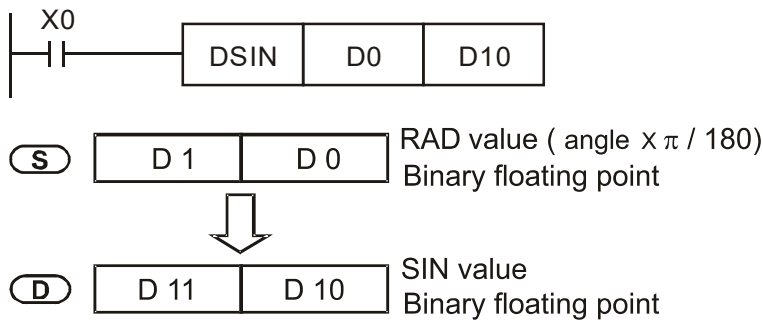 X0
DSIN D0 D10
S D 1 D 0 RAD value ( angle x π / 180)
Binary floating point
D D 11 D 10 SIN value
Binary floating point